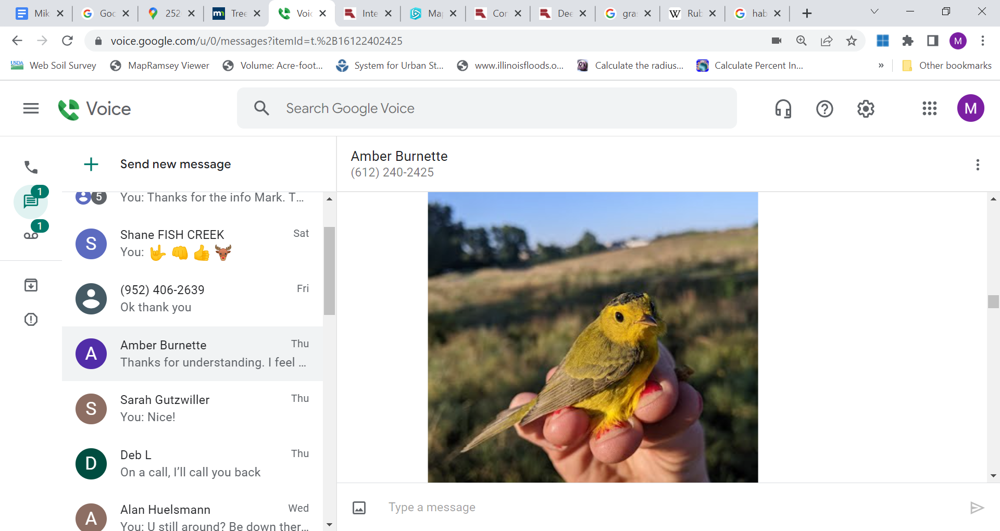 Mik
Goc
252
mn
Tree
Voic
Inte
Map
Cor
Dee
gra
W
Rub
hab
voice.google.com/u/0/messages?itemId=t.%2B16122402425
M
USDA
Web Soil Survey
MapRamsey Viewer
Volume: Acre-foot...
System for Urban St...
www.illinoisfloods.o...
Calculate the radius...
Calculate Percent In...
»
Other bookmarks
Voice
Search Google Voice
M
Send new message
1
1
5
You: Thanks for the info Mark. T...
S
Shane FISH CREEK
Sat
You: 🤟 👊 👍 🦌
(952) 406-2639
Fri
Ok thank you
A
Amber Burnette
Thu
Thanks for understanding. I feel ...
S
Sarah Gutzwiller
Thu
You: Nice!
D
Deb L
Thu
On a call, I’ll call you back
A
Alan Huelsmann
Wed
You: U still around? Be down ther...
Amber Burnette
(612) 240-2425
Type a message